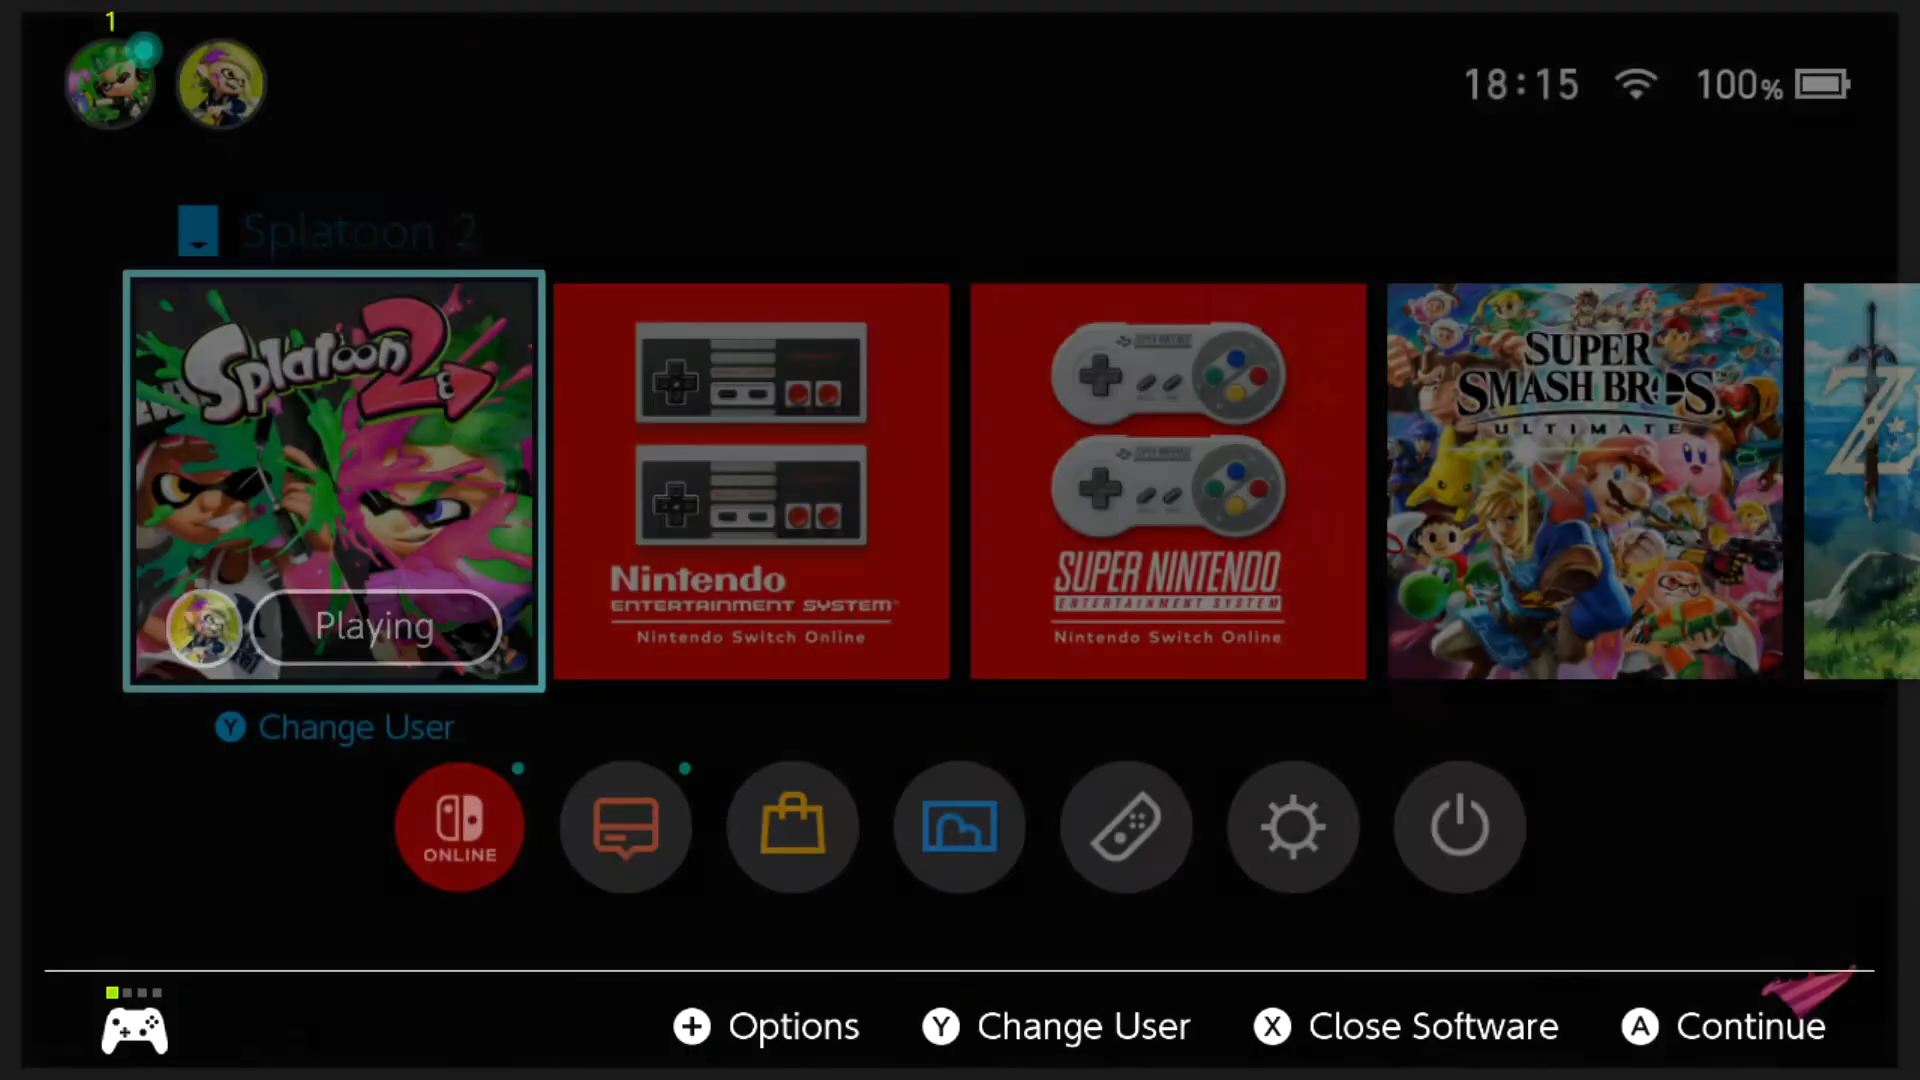 1
18:15 100%
Splatoon 2
Splatoon 2
Playing
Nintendo
ENTERTAINMENT SYSTEM™
Nintendo Switch Online
SUPER NINTENDO
ENTERTAINMENT SYSTEM
Nintendo Switch Online
SUPER
SMASH BROS.
ULTIMATE
Z
Y Change User
ONLINE
+ Options Y Change User X Close Software A Continue